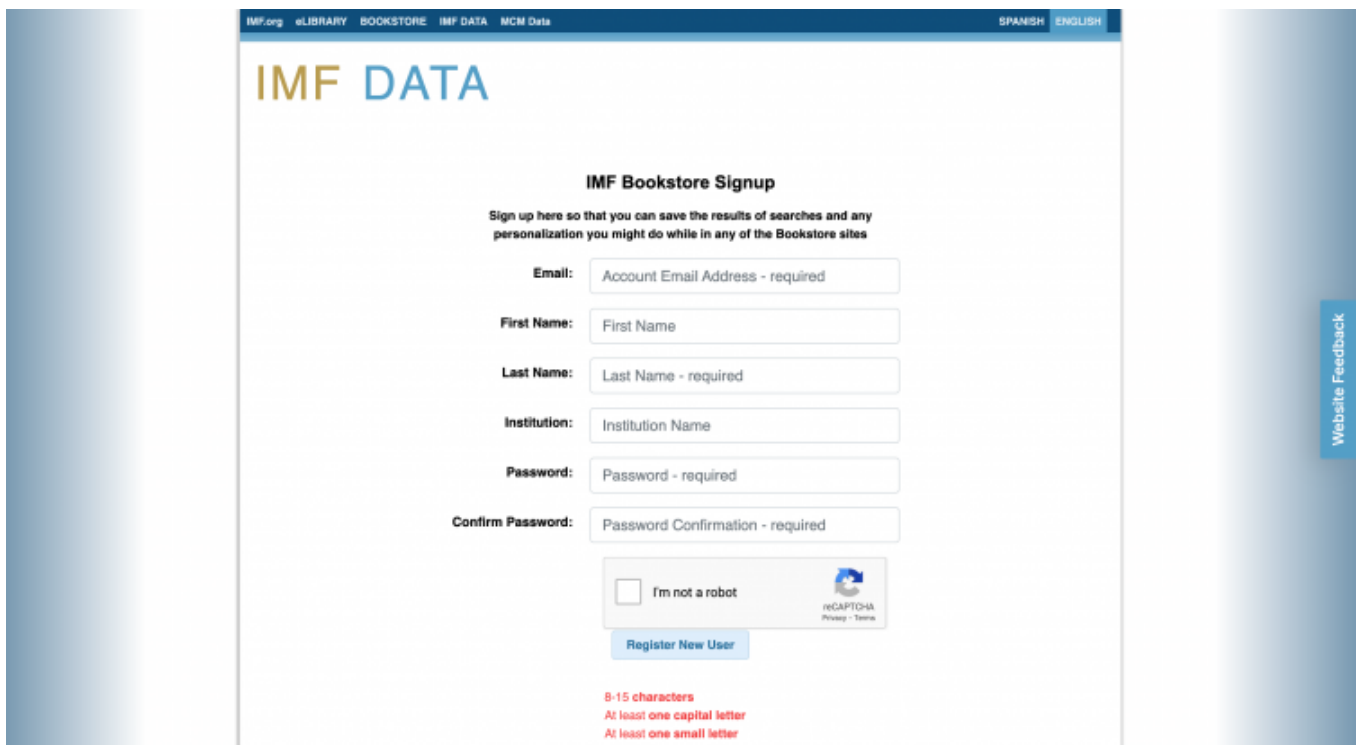 IMF.org eLIBRARY BOOKSTORE IMF DATA MCM Data SPANISH ENGLISH
IMF DATA
IMF Bookstore Signup
Sign up here so that you can save the results of searches and any
personalization you might do while in any of the Bookstore sites
Email: Account Email Address - required
First Name: First Name
Last Name: Last Name - required
Institution: Institution Name
Password: Password - required
Confirm Password: Password Confirmation - required
I'm not a robot
reCAPTCHA
Privacy - Terms
Register New User
8-15 characters
At least one capital letter
At least one small letter
Website Feedback